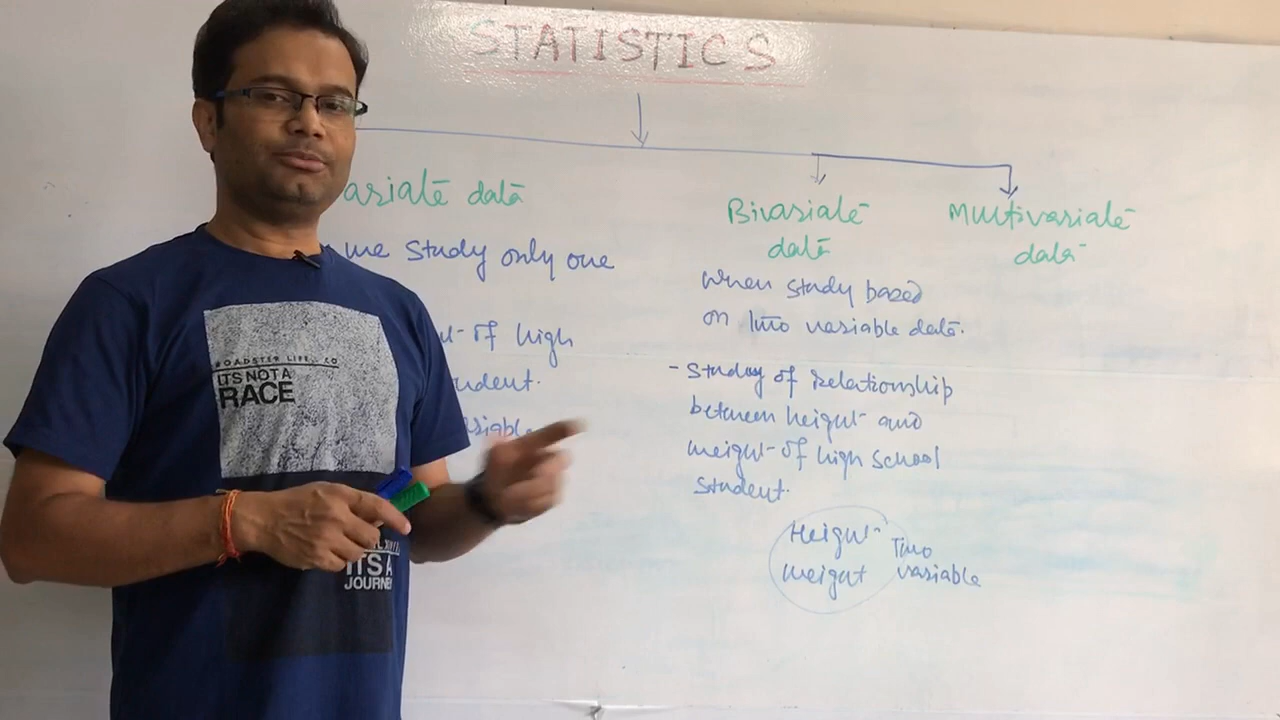 STATISTICS
ariate data
we study only one
of high
udent.
Bivariate
data
when study based
on two variable data.
- Study of relationship
between height and
weight of high school
student.
Height
weight
Two
variable
Multivariate
data
ROADSTER LIFE. CO
ITS NOT A
RACE
ITS A
JOURNE